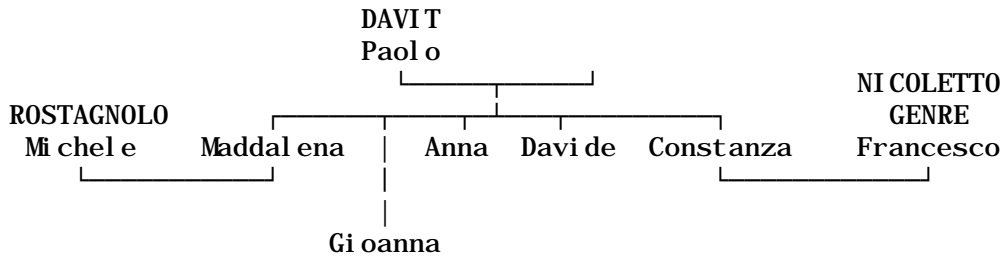 DAVIT
Paolo
NICOLETTO
ROSTAGNOLO GENRE
Michele Maddalena Anna Davide Constanza Francesco
Gioanna